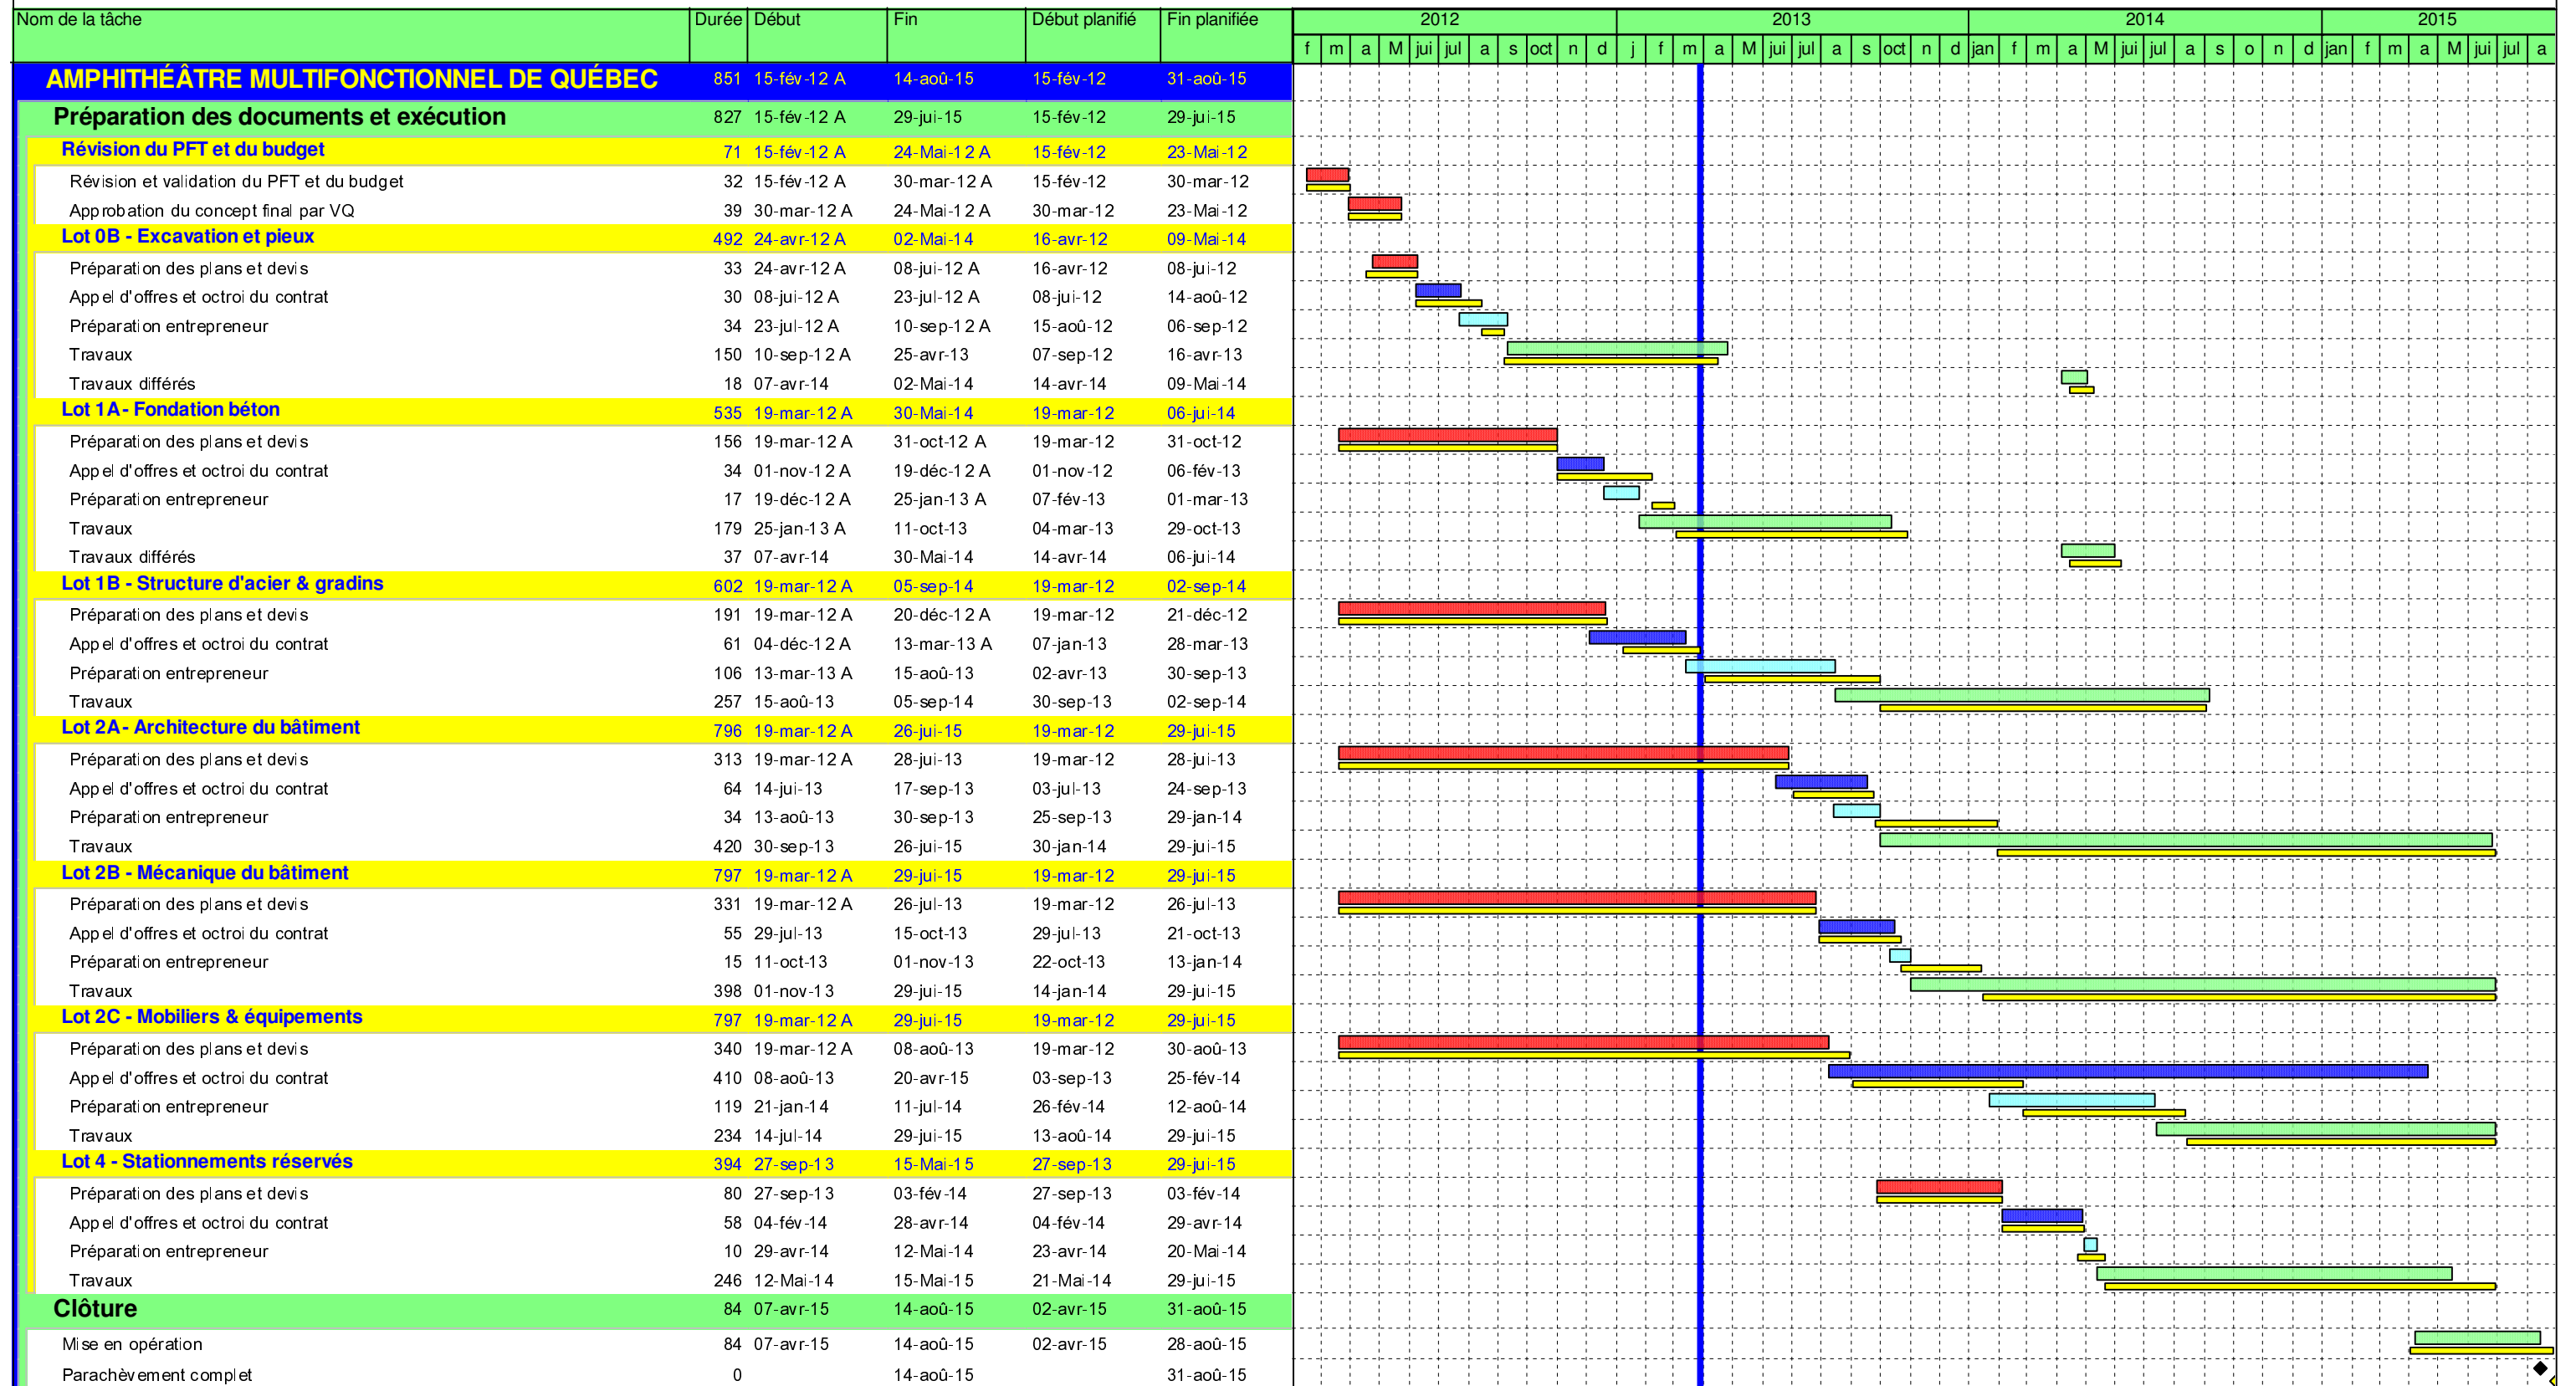 Nom de la tâche Durée Début Fin Début planifié Fin planifiée 2012 2013 2014 2015
f m a M jui jul a s oct n d j f m a M jui jul a s oct n d jan f m a M jui jul a s o n d jan f m a M jui jul a
AMPHITHÉÂTRE MULTIFONCTIONNEL DE QUÉBEC 851 15-fév-12 A 14-aoû-15 15-fév-12 31-aoû-15
Préparation des documents et exécution 827 15-fév-12 A 29-jui-15 15-fév-12 29-jui-15
Révision du PFT et du budget 71 15-fév-12 A 24-Mai-12 A 15-fév-12 23-Mai-12
Révision et validation du PFT et du budget 32 15-fév-12 A 30-mar-12 A 15-fév-12 30-mar-12
Approbation du concept final par VQ 39 30-mar-12 A 24-Mai-12 A 30-mar-12 23-Mai-12
Lot 0B - Excavation et pieux 492 24-avr-12 A 02-Mai-14 16-avr-12 09-Mai-14
Préparation des plans et devis 33 24-avr-12 A 08-jui-12 A 16-avr-12 08-jui-12
Appel d'offres et octroi du contrat 30 08-jui-12 A 23-jul-12 A 08-jui-12 14-aoû-12
Préparation entrepreneur 34 23-jul-12 A 10-sep-12 A 15-aoû-12 06-sep-12
Travaux 150 10-sep-12 A 25-avr-13 07-sep-12 16-avr-13
Travaux différés 18 07-avr-14 02-Mai-14 14-avr-14 09-Mai-14
Lot 1A - Fondation béton 535 19-mar-12 A 30-Mai-14 19-mar-12 06-jui-14
Préparation des plans et devis 156 19-mar-12 A 31-oct-12 A 19-mar-12 31-oct-12
Appel d'offres et octroi du contrat 34 01-nov-12 A 19-déc-12 A 01-nov-12 06-fév-13
Préparation entrepreneur 17 19-déc-12 A 25-jan-13 A 07-fév-13 01-mar-13
Travaux 179 25-jan-13 A 11-oct-13 04-mar-13 29-oct-13
Travaux différés 37 07-avr-14 30-Mai-14 14-avr-14 06-jui-14
Lot 1B - Structure d'acier & gradins 602 19-mar-12 A 05-sep-14 19-mar-12 02-sep-14
Préparation des plans et devis 191 19-mar-12 A 20-déc-12 A 19-mar-12 21-déc-12
Appel d'offres et octroi du contrat 61 04-déc-12 A 13-mar-13 A 07-jan-13 28-mar-13
Préparation entrepreneur 106 13-mar-13 A 15-aoû-13 02-avr-13 30-sep-13
Travaux 257 15-aoû-13 05-sep-14 30-sep-13 02-sep-14
Lot 2A - Architecture du bâtiment 796 19-mar-12 A 26-jui-15 19-mar-12 29-jui-15
Préparation des plans et devis 313 19-mar-12 A 28-jui-13 19-mar-12 28-jui-13
Appel d'offres et octroi du contrat 64 14-jui-13 17-sep-13 03-jul-13 24-sep-13
Préparation entrepreneur 34 13-aoû-13 30-sep-13 25-sep-13 29-jan-14
Travaux 420 30-sep-13 26-jui-15 30-jan-14 29-jui-15
Lot 2B - Mécanique du bâtiment 797 19-mar-12 A 29-jui-15 19-mar-12 29-jui-15
Préparation des plans et devis 331 19-mar-12 A 26-jul-13 19-mar-12 26-jul-13
Appel d'offres et octroi du contrat 55 29-jul-13 15-oct-13 29-jul-13 21-oct-13
Préparation entrepreneur 15 11-oct-13 01-nov-13 22-oct-13 13-jan-14
Travaux 398 01-nov-13 29-jui-15 14-jan-14 29-jui-15
Lot 2C - Mobiliers & équipements 797 19-mar-12 A 29-jui-15 19-mar-12 29-jui-15
Préparation des plans et devis 340 19-mar-12 A 08-aoû-13 19-mar-12 30-aoû-13
Appel d'offres et octroi du contrat 410 08-aoû-13 20-avr-15 03-sep-13 25-fév-14
Préparation entrepreneur 119 21-jan-14 11-jul-14 26-fév-14 12-aoû-14
Travaux 234 14-jul-14 29-jui-15 13-aoû-14 29-jui-15
Lot 4 - Stationnements réservés 394 27-sep-13 15-Mai-15 27-sep-13 29-jui-15
Préparation des plans et devis 80 27-sep-13 03-fév-14 27-sep-13 03-fév-14
Appel d'offres et octroi du contrat 58 04-fév-14 28-avr-14 04-fév-14 29-avr-14
Préparation entrepreneur 10 29-avr-14 12-Mai-14 23-avr-14 20-Mai-14
Travaux 246 12-Mai-14 15-Mai-15 21-Mai-14 29-jui-15
Clôture 84 07-avr-15 14-aoû-15 02-avr-15 31-aoû-15
Mise en opération 84 07-avr-15 14-aoû-15 02-avr-15 28-aoû-15
Parachèvement complet 0 14-aoû-15 31-aoû-15